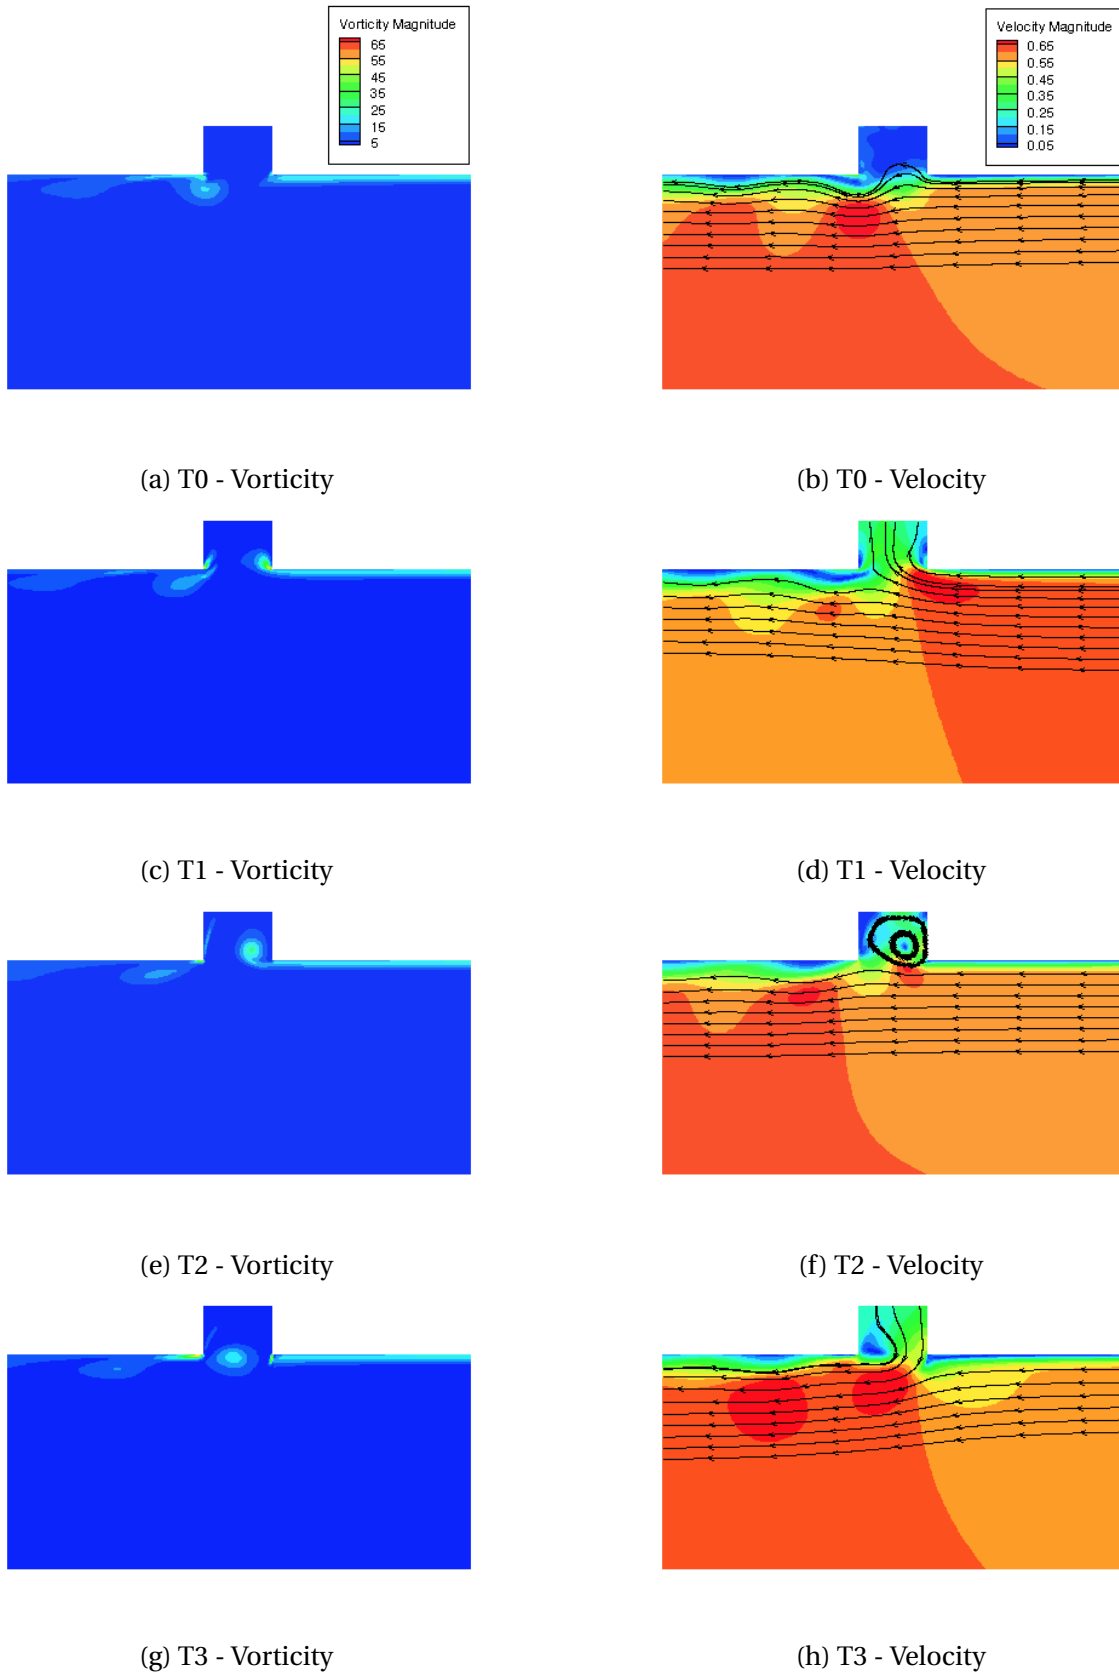 Vorticity Magnitude
65
55
45
35
25
15
5
Velocity Magnitude
0.65
0.55
0.45
0.35
0.25
0.15
0.05
(a) T0 - Vorticity
(b) T0 - Velocity
(c) T1 - Vorticity
(d) T1 - Velocity
(e) T2 - Vorticity
(f) T2 - Velocity
(g) T3 - Vorticity
(h) T3 - Velocity